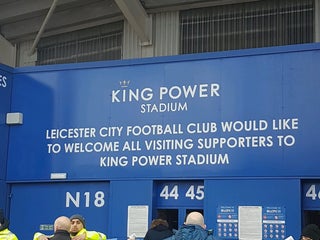 KING POWER
STADIUM
LEICESTER CITY FOOTBALL CLUB WOULD LIKE
TO WELCOME ALL VISITING SUPPORTERS TO
KING POWER STADIUM
N18
44 45